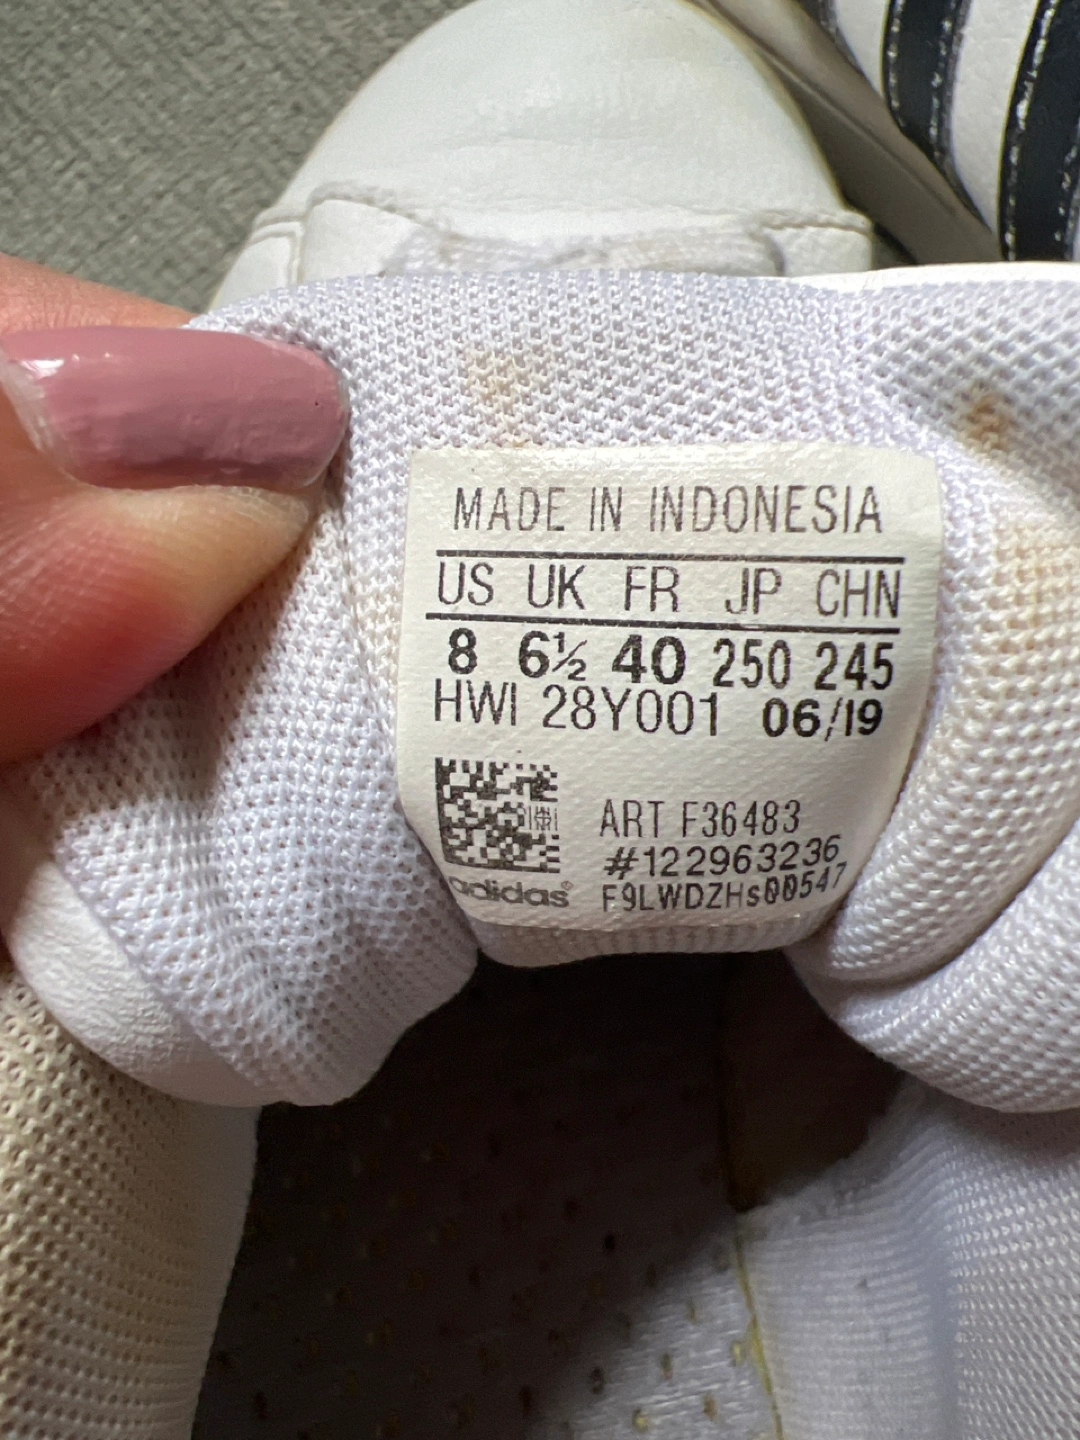 MADE IN INDONESIA
US UK FR JP CHN
8 6½ 40 250 245
HWI 28Y001 06/19
ART F36483
#122963236
F9LWDZHs00547
adidas®